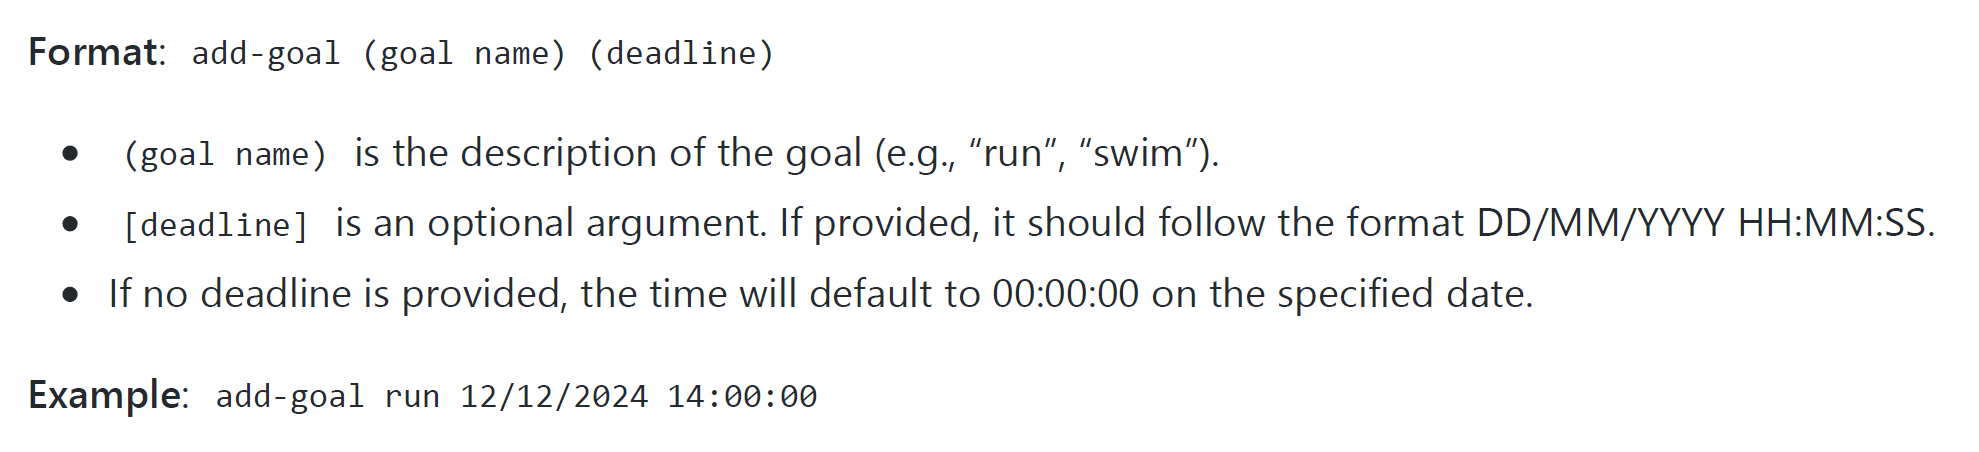 Format: add-goal (goal name) (deadline)
• (goal name) is the description of the goal (e.g., “run”, “swim”).
• [deadline] is an optional argument. If provided, it should follow the format DD/MM/YYYY HH:MM:SS.
• If no deadline is provided, the time will default to 00:00:00 on the specified date.
Example: add-goal run 12/12/2024 14:00:00